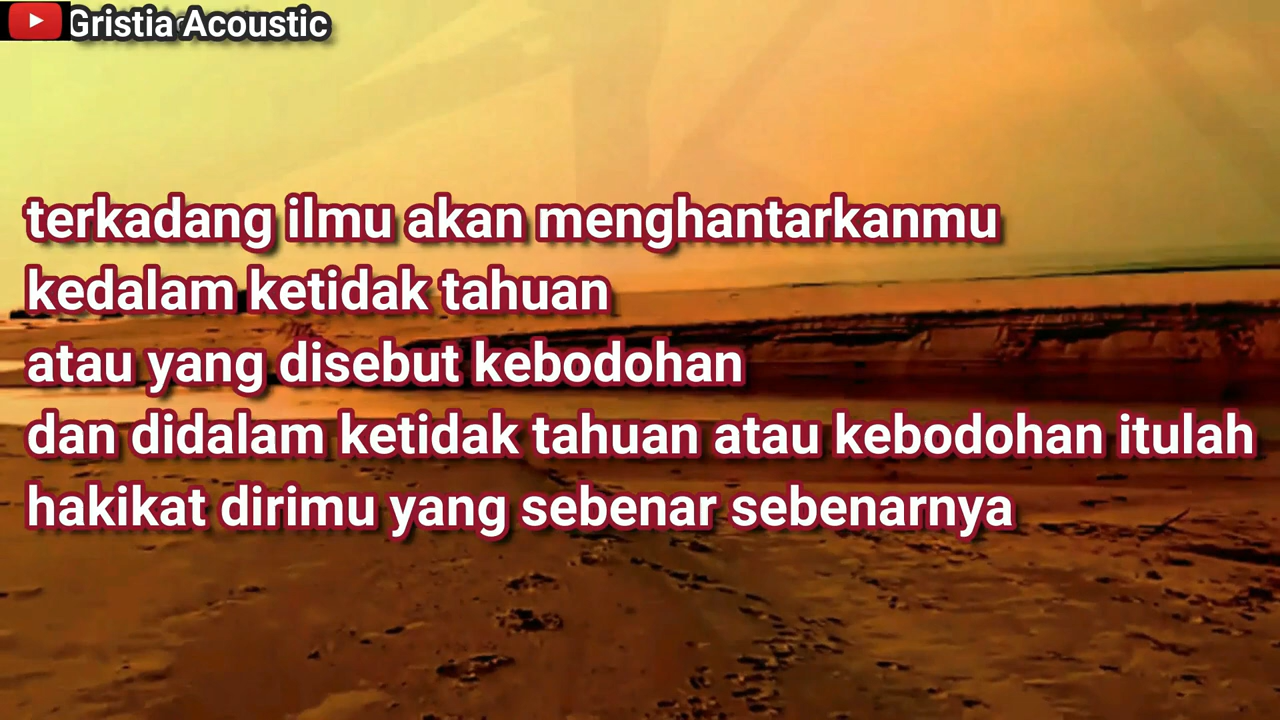 Gristia Acoustic
terkadang ilmu akan menghantarkanmu
kedalam ketidak tahuan
atau yang disebut kebodohan
dan didalam ketidak tahuan atau kebodohan itulah
hakikat dirimu yang sebenar sebenarnya